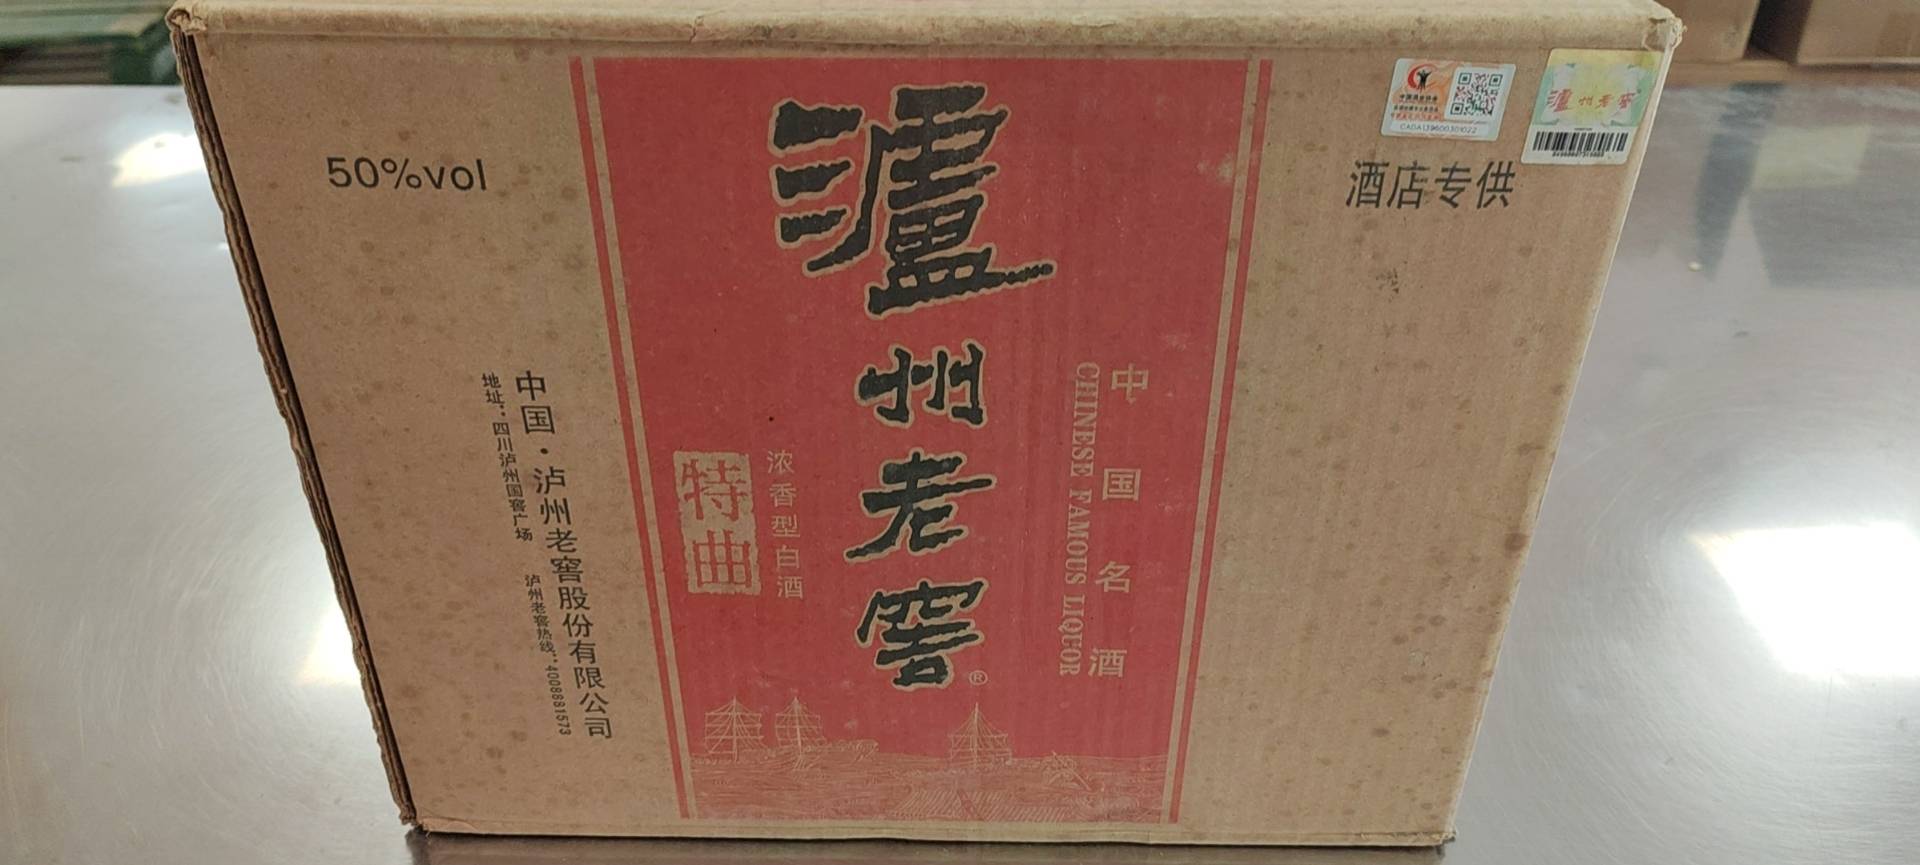 50%vol
酒店专供
瀘州老窖®
中国名酒
CHINESE FAMOUS LIQUOR
浓香型白酒
特曲
中国·泸州老窖股份有限公司
地址:四川泸州国窖广场
泸州老窖热线:4008881573
瀘州老窖
CADA139600301022